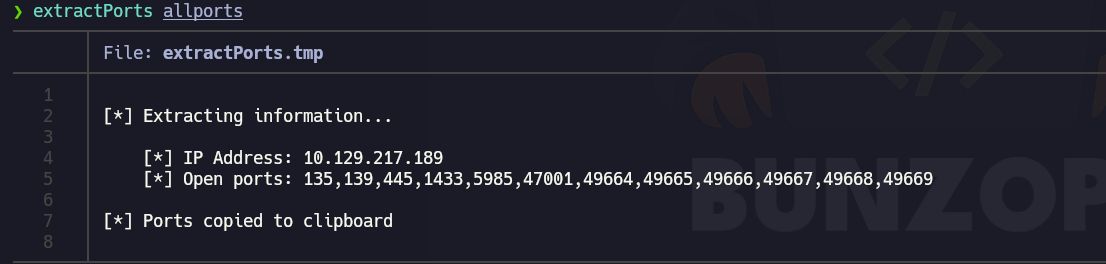 ❯ extractPorts allports
File: extractPorts.tmp
1
2 [*] Extracting information...
3
4 [*] IP Address: 10.129.217.189
5 [*] Open ports: 135,139,445,1433,5985,47001,49664,49665,49666,49667,49668,49669
6
7 [*] Ports copied to clipboard
8
</>
BUNZOP